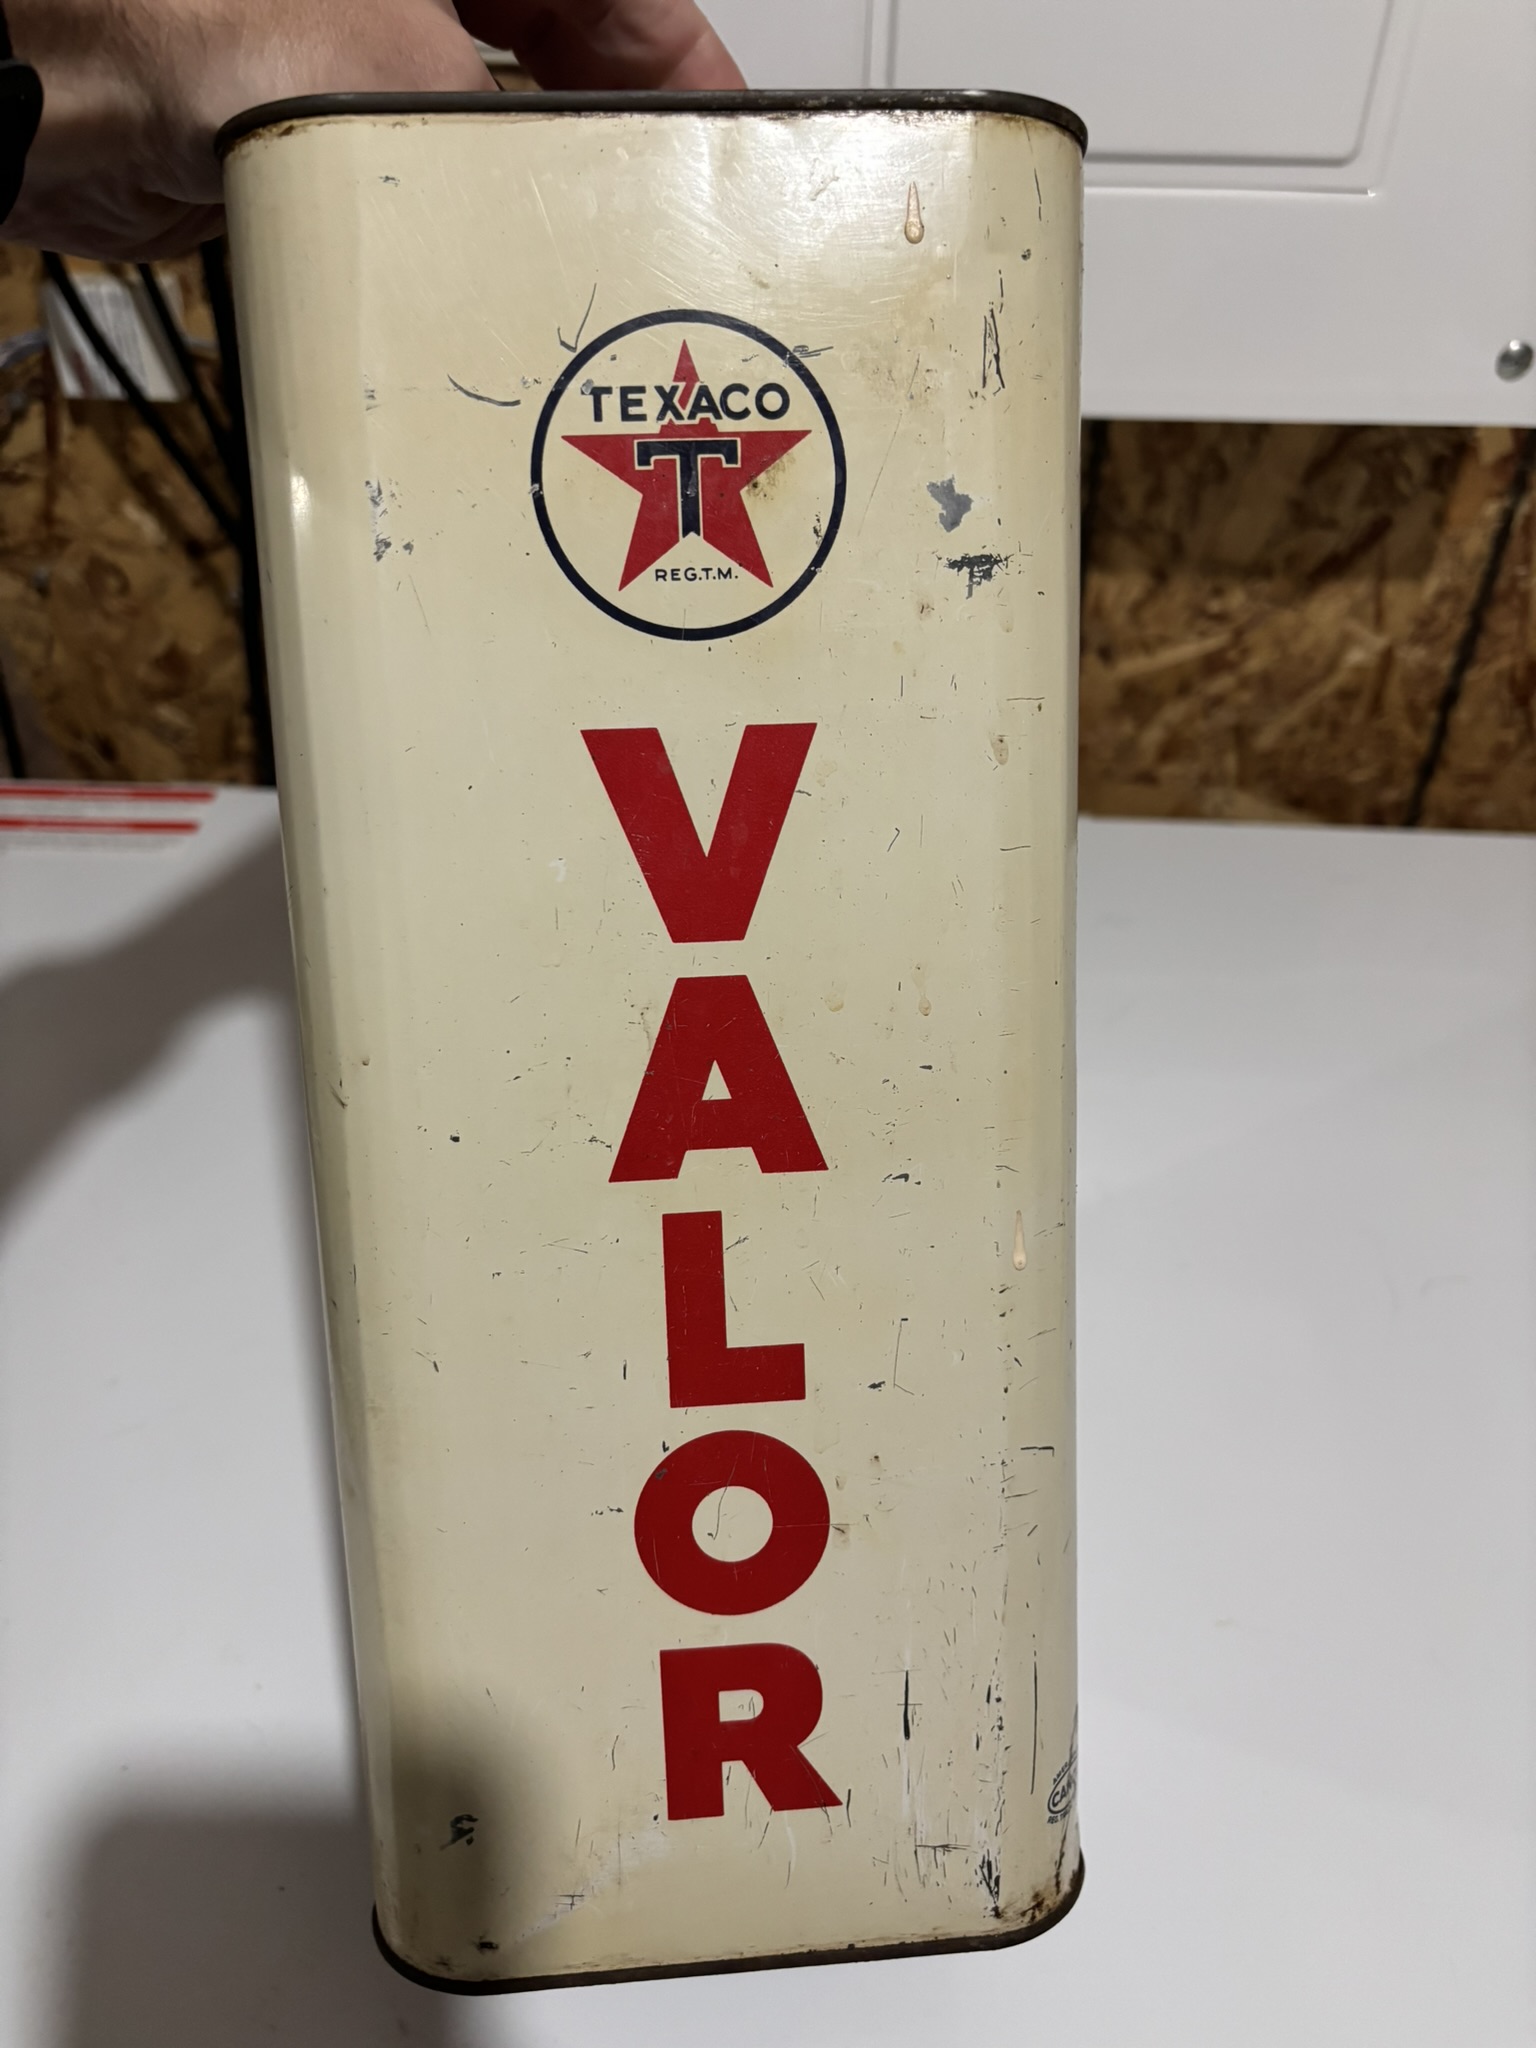 TEXACO
T
REG.T.M.
VALOR